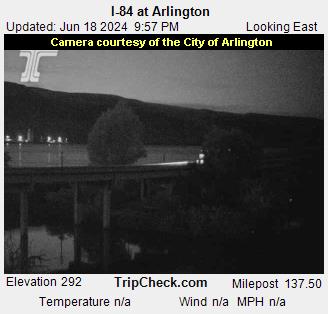 I-84 at Arlington
Updated: Jun 18 2024 9:57 PM Looking East
Camera courtesy of the City of Arlington
Elevation 292 TripCheck.com Milepost 137.50
Temperature n/a Wind n/a MPH n/a